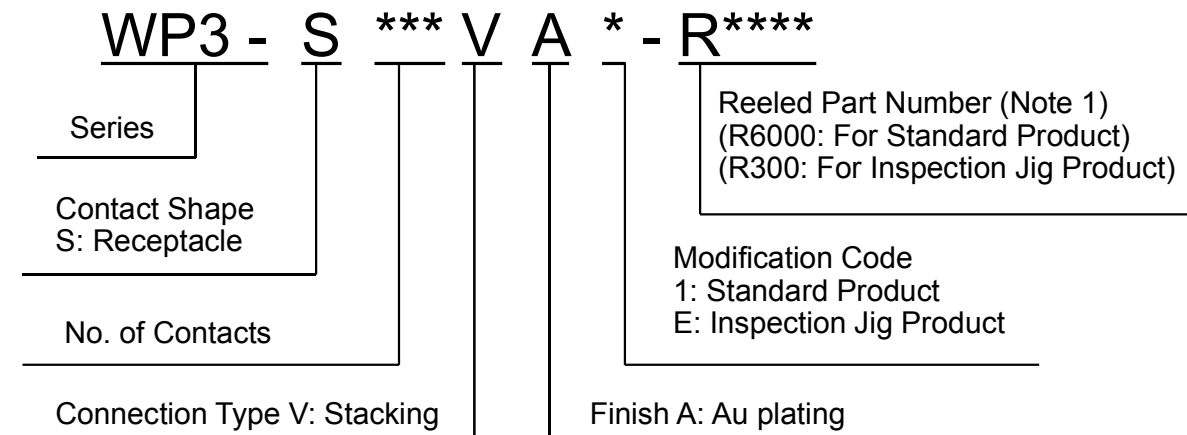 WP3 - S *** V A * - R****
Series
Reeled Part Number (Note 1)
(R6000: For Standard Product)
(R300: For Inspection Jig Product)
Contact Shape
S: Receptacle
Modification Code
1: Standard Product
E: Inspection Jig Product
No. of Contacts
Connection Type V: Stacking
Finish A: Au plating